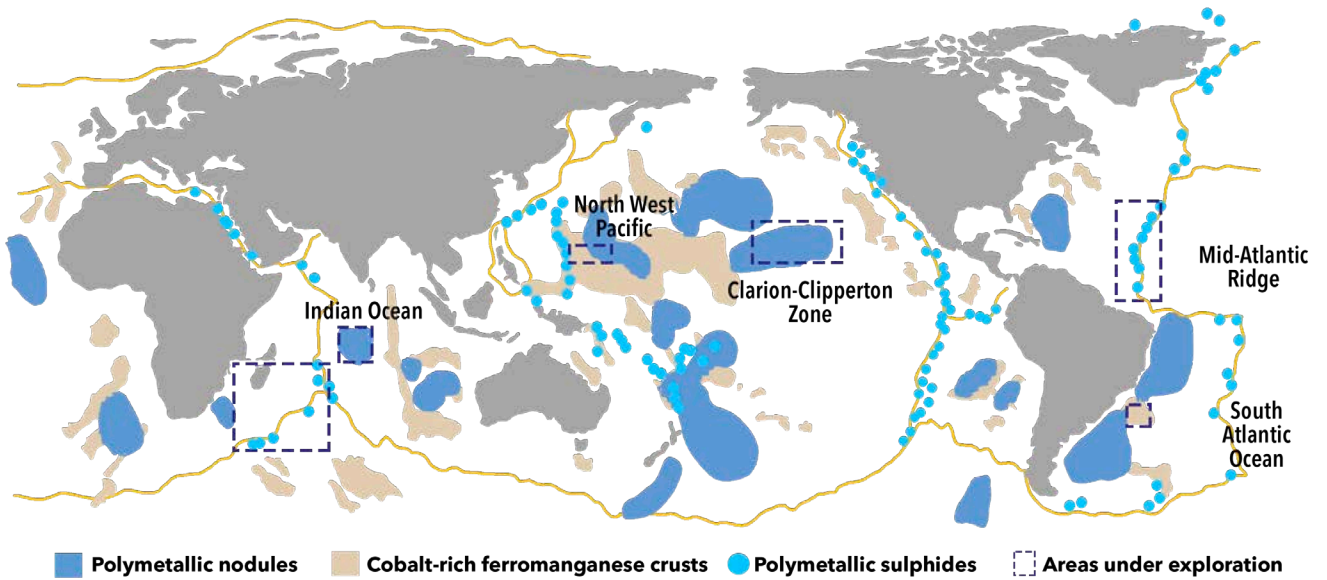 North West
Pacific
Mid-Atlantic
Ridge
Clarion-Clipperton
Zone
Indian Ocean
South
Atlantic
Ocean
Polymetallic nodules
Cobalt-rich ferromanganese crusts
Polymetallic sulphides
Areas under exploration